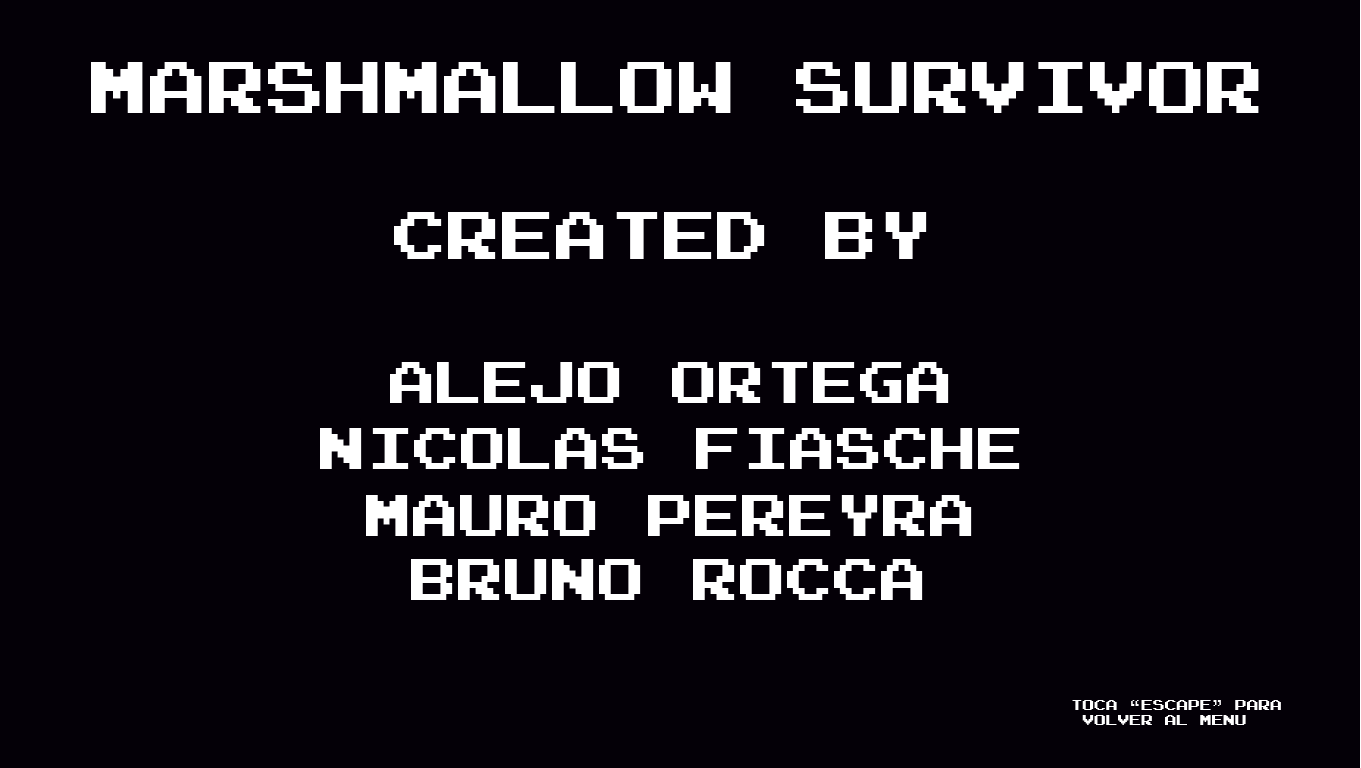 MARSHMALLOW SURVIVOR
CREATED BY
ALEJO ORTEGA
NICOLAS FIASCHE
MAURO PEREYRA
BRUNO ROCCA
TOCA “ESCAPE” PARA
VOLVER AL MENU